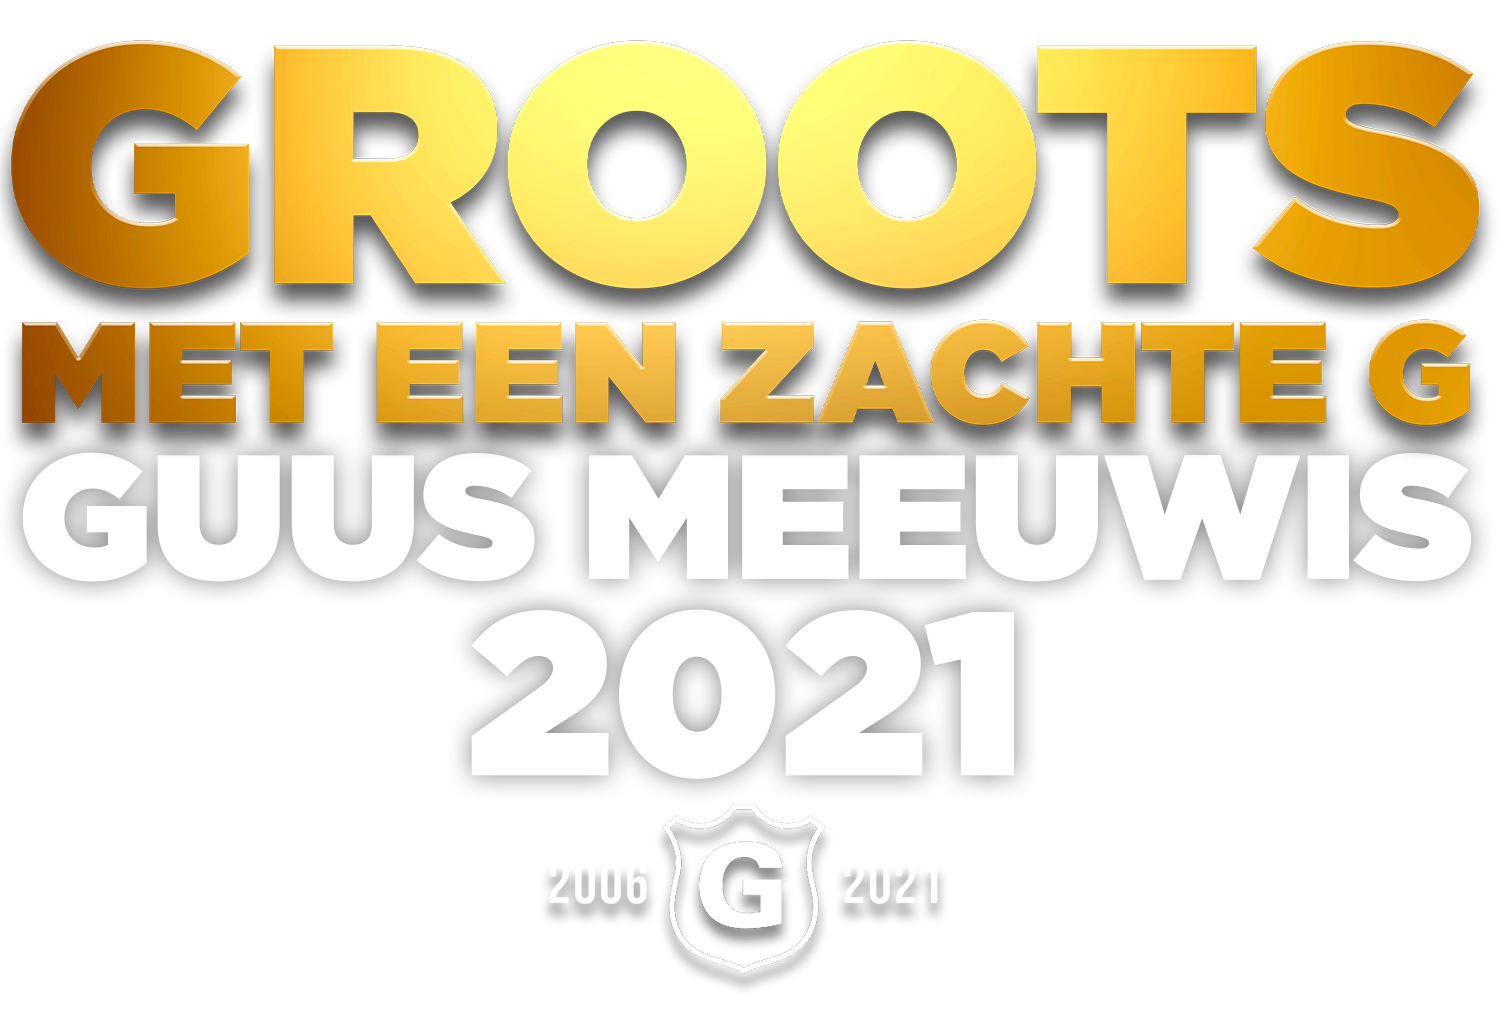 GROOTS
MET EEN ZACHTE G
GUUS MEEUWIS
2021
2006 G 2021